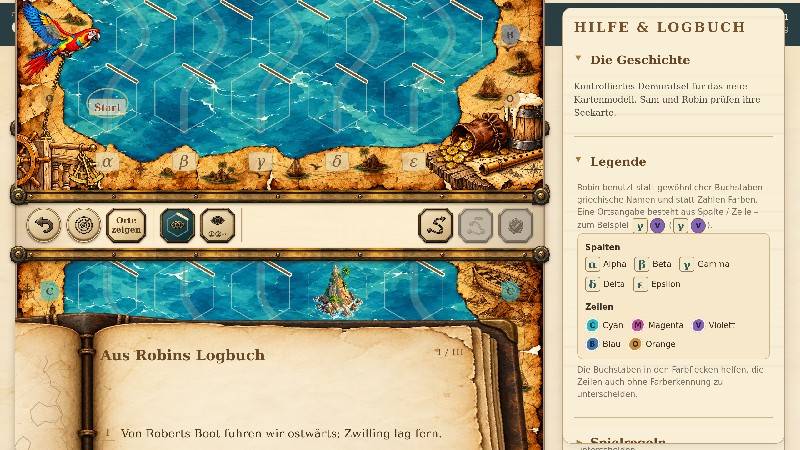 B
O
O
Start
α
β
γ
δ
ε
Orte
zeigen
C
C
Aus Robins Logbuch
I / III
1 Von Roberts Boot fuhren wir ostwärts; Zwilling lag fern.
HILFE & LOGBUCH
Die Geschichte
Kontrolliertes Demorätsel für das neue
Kartenmodell. Sam und Robin prüfen ihre
Seekarte.
Legende
Robin benutzt statt gewöhnlicher Buchstaben
griechische Namen und statt Zahlen Farben.
Eine Ortsangabe besteht aus Spalte / Zeile –
zum Beispiel γ V ( γ V ).
Spalten
α Alpha β Beta γ Gamma
δ Delta ε Epsilon
Zeilen
C Cyan M Magenta V Violett
B Blau O Orange
Die Buchstaben in den Farbflecken helfen, die
Zeilen auch ohne Farberkennung zu
unterscheiden.
Spielregeln
unterscheiden.